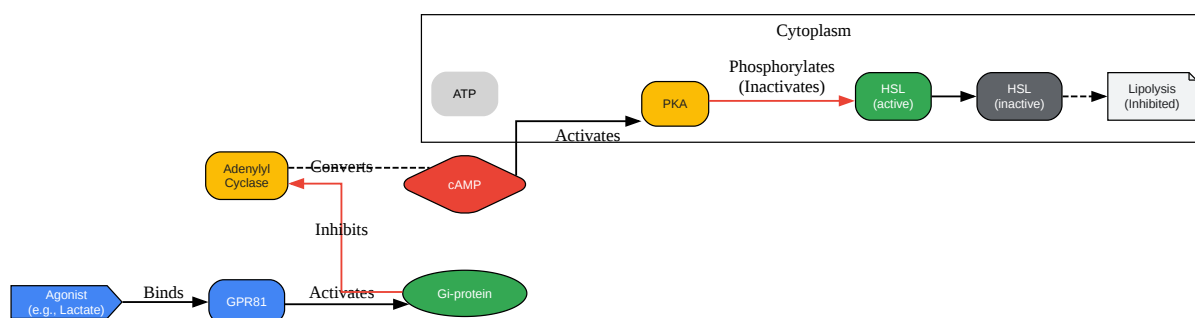 Cytoplasm
ATP
PKA
Phosphorylates
(Inactivates)
HSL
(active)
HSL
(inactive)
Lipolysis
(Inhibited)
Activates
Adenylyl
Cyclase
Converts
cAMP
Inhibits
Agonist
(e.g., Lactate)
Binds
GPR81
Activates
Gi-protein